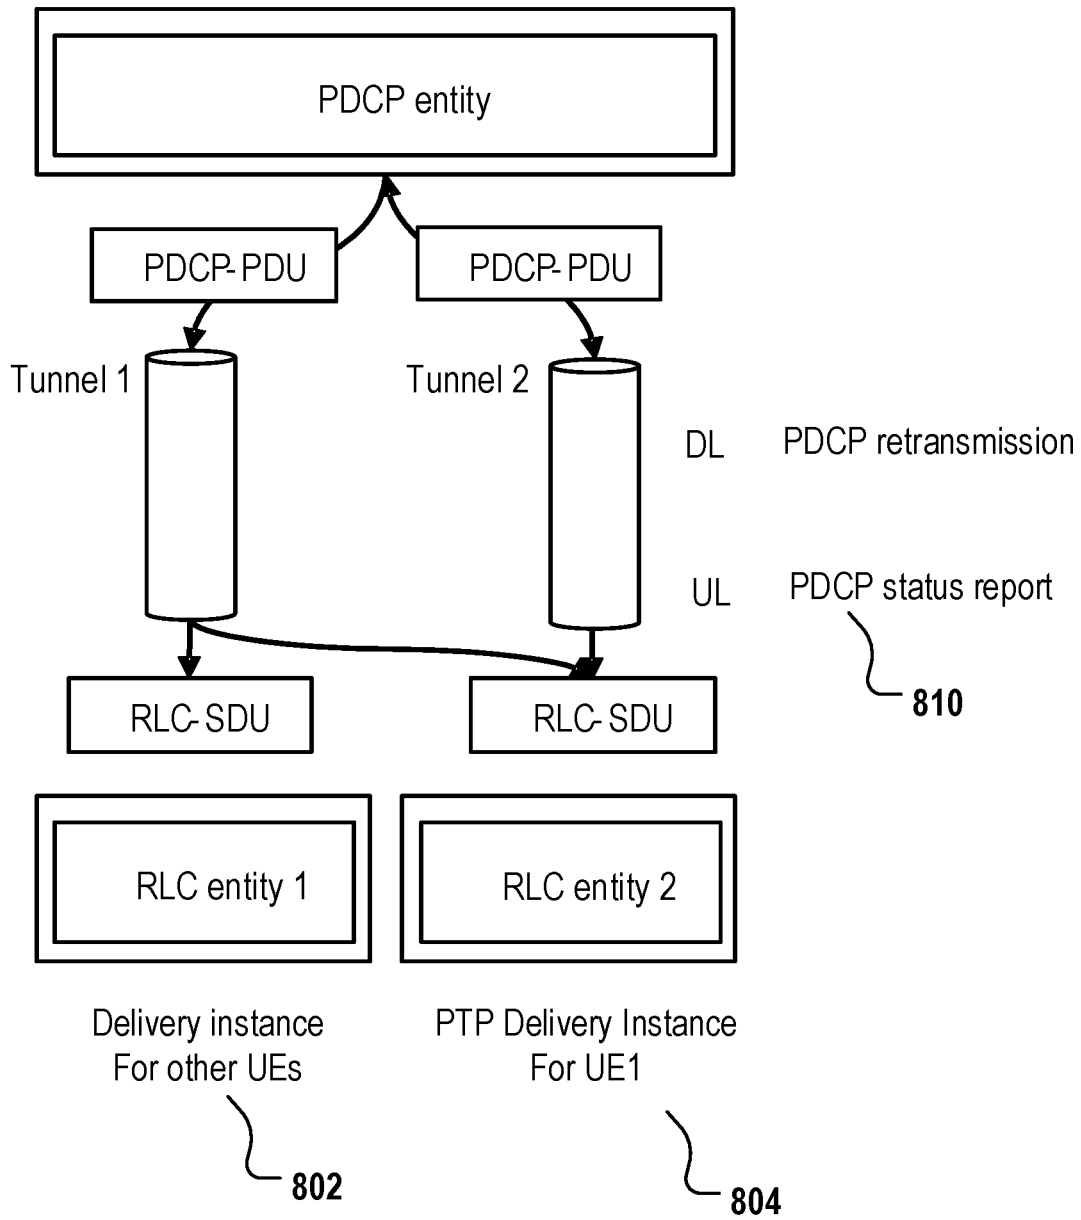 PDCP entity
PDCP-PDU
PDCP-PDU
Tunnel 1
Tunnel 2
DL
PDCP retransmission
UL
PDCP status report
810
RLC-SDU
RLC-SDU
RLC entity 1
RLC entity 2
Delivery instance
For other UEs
PTP Delivery Instance
For UE1
802
804